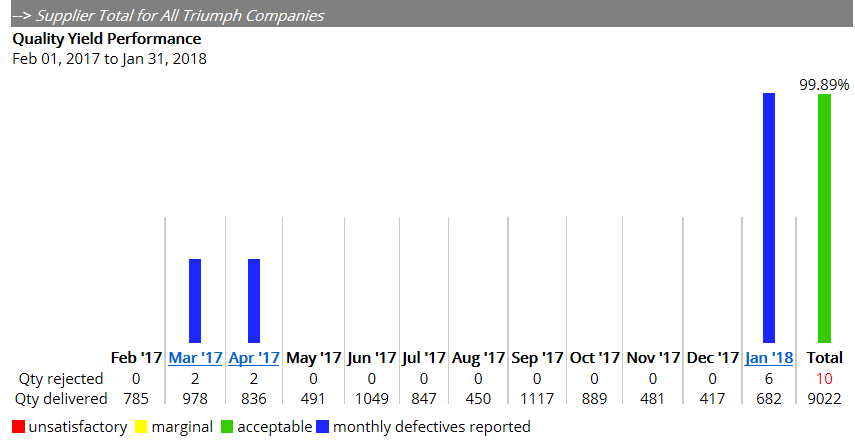 --> Supplier Total for All Triumph Companies
Quality Yield Performance
Feb 01, 2017 to Jan 31, 2018
99.89%
Feb '17 Mar '17 Apr '17 May '17 Jun '17 Jul '17 Aug '17 Sep '17 Oct '17 Nov '17 Dec '17 Jan '18 Total
Qty rejected 0 2 2 0 0 0 0 0 0 0 0 6 10
Qty delivered 785 978 836 491 1049 847 450 1117 889 481 417 682 9022
unsatisfactory marginal acceptable monthly defectives reported